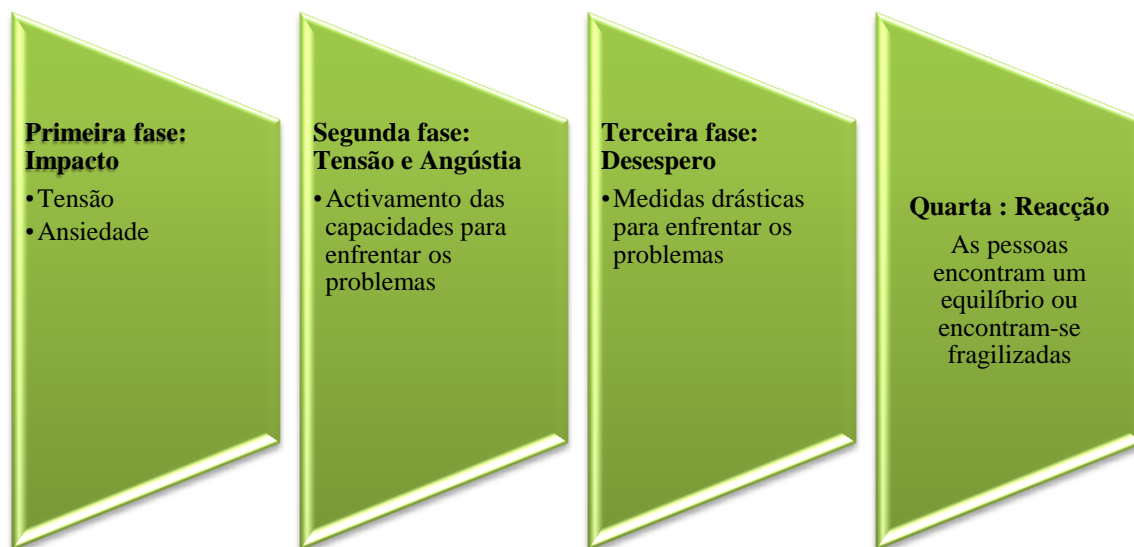 Primeira fase:
Impacto
•Tensão
•Ansiedade
Segunda fase:
Tensão e Angústia
•Activamento das
capacidades para
enfrentar os
problemas
Terceira fase:
Desespero
•Medidas drásticas
para enfrentar os
problemas
Quarta : Reacção
As pessoas
encontram um
equilíbrio ou
encontram-se
fragilizadas